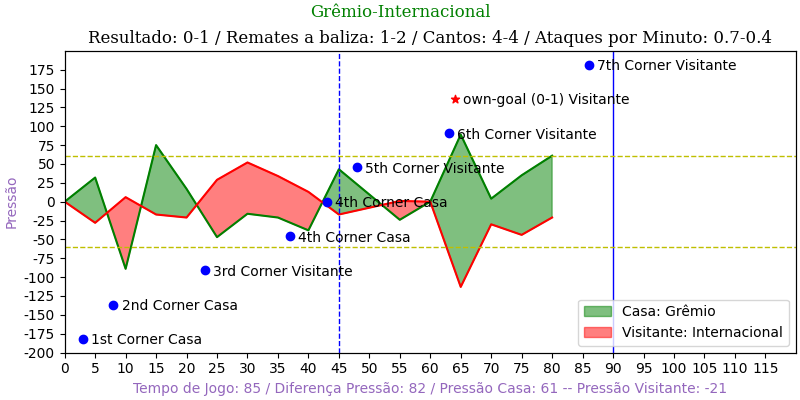 Grêmio-Internacional
Resultado: 0-1 / Remates a baliza: 1-2 / Cantos: 4-4 / Ataques por Minuto: 0.7-0.4
175
150
125
100
75
50
25
0
-25
-50
-75
-100
-125
-150
-175
-200
Pressão
7th Corner Visitante
own-goal (0-1) Visitante
6th Corner Visitante
5th Corner Visitante
4th Corner Casa
4th Corner Casa
3rd Corner Visitante
2nd Corner Casa
1st Corner Casa
Casa: Grêmio
Visitante: Internacional
0 5 10 15 20 25 30 35 40 45 50 55 60 65 70 75 80 85 90 95 100 105 110 115
Tempo de Jogo: 85 / Diferença Pressão: 82 / Pressão Casa: 61 -- Pressão Visitante: -21